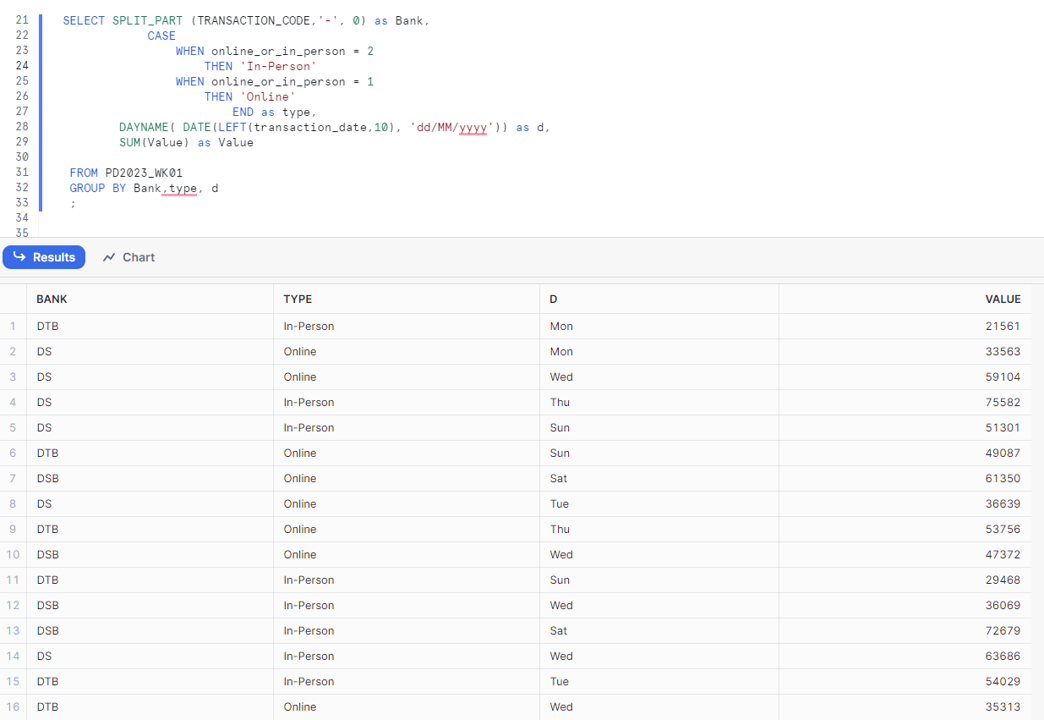 21 SELECT SPLIT_PART (TRANSACTION_CODE,'-', 0) as Bank,
22 CASE
23 WHEN online_or_in_person = 2
24 THEN 'In-Person'
25 WHEN online_or_in_person = 1
26 THEN 'Online'
27 END as type,
28 DAYNAME( DATE(LEFT(transaction_date,10), 'dd/MM/yyyy')) as d,
29 SUM(Value) as Value
30
31 FROM PD2023_WK01
32 GROUP BY Bank,type, d
33 ;
34
35
Results Chart
BANK TYPE D VALUE
1 DTB In-Person Mon 21561
2 DS Online Mon 33563
3 DS Online Wed 59104
4 DS In-Person Thu 75582
5 DS In-Person Sun 51301
6 DTB Online Sun 49087
7 DSB Online Sat 61350
8 DS Online Tue 36639
9 DTB Online Thu 53756
10 DSB Online Wed 47372
11 DTB In-Person Sun 29468
12 DSB In-Person Wed 36069
13 DSB In-Person Sat 72679
14 DS In-Person Wed 63686
15 DTB In-Person Tue 54029
16 DTB Online Wed 35313